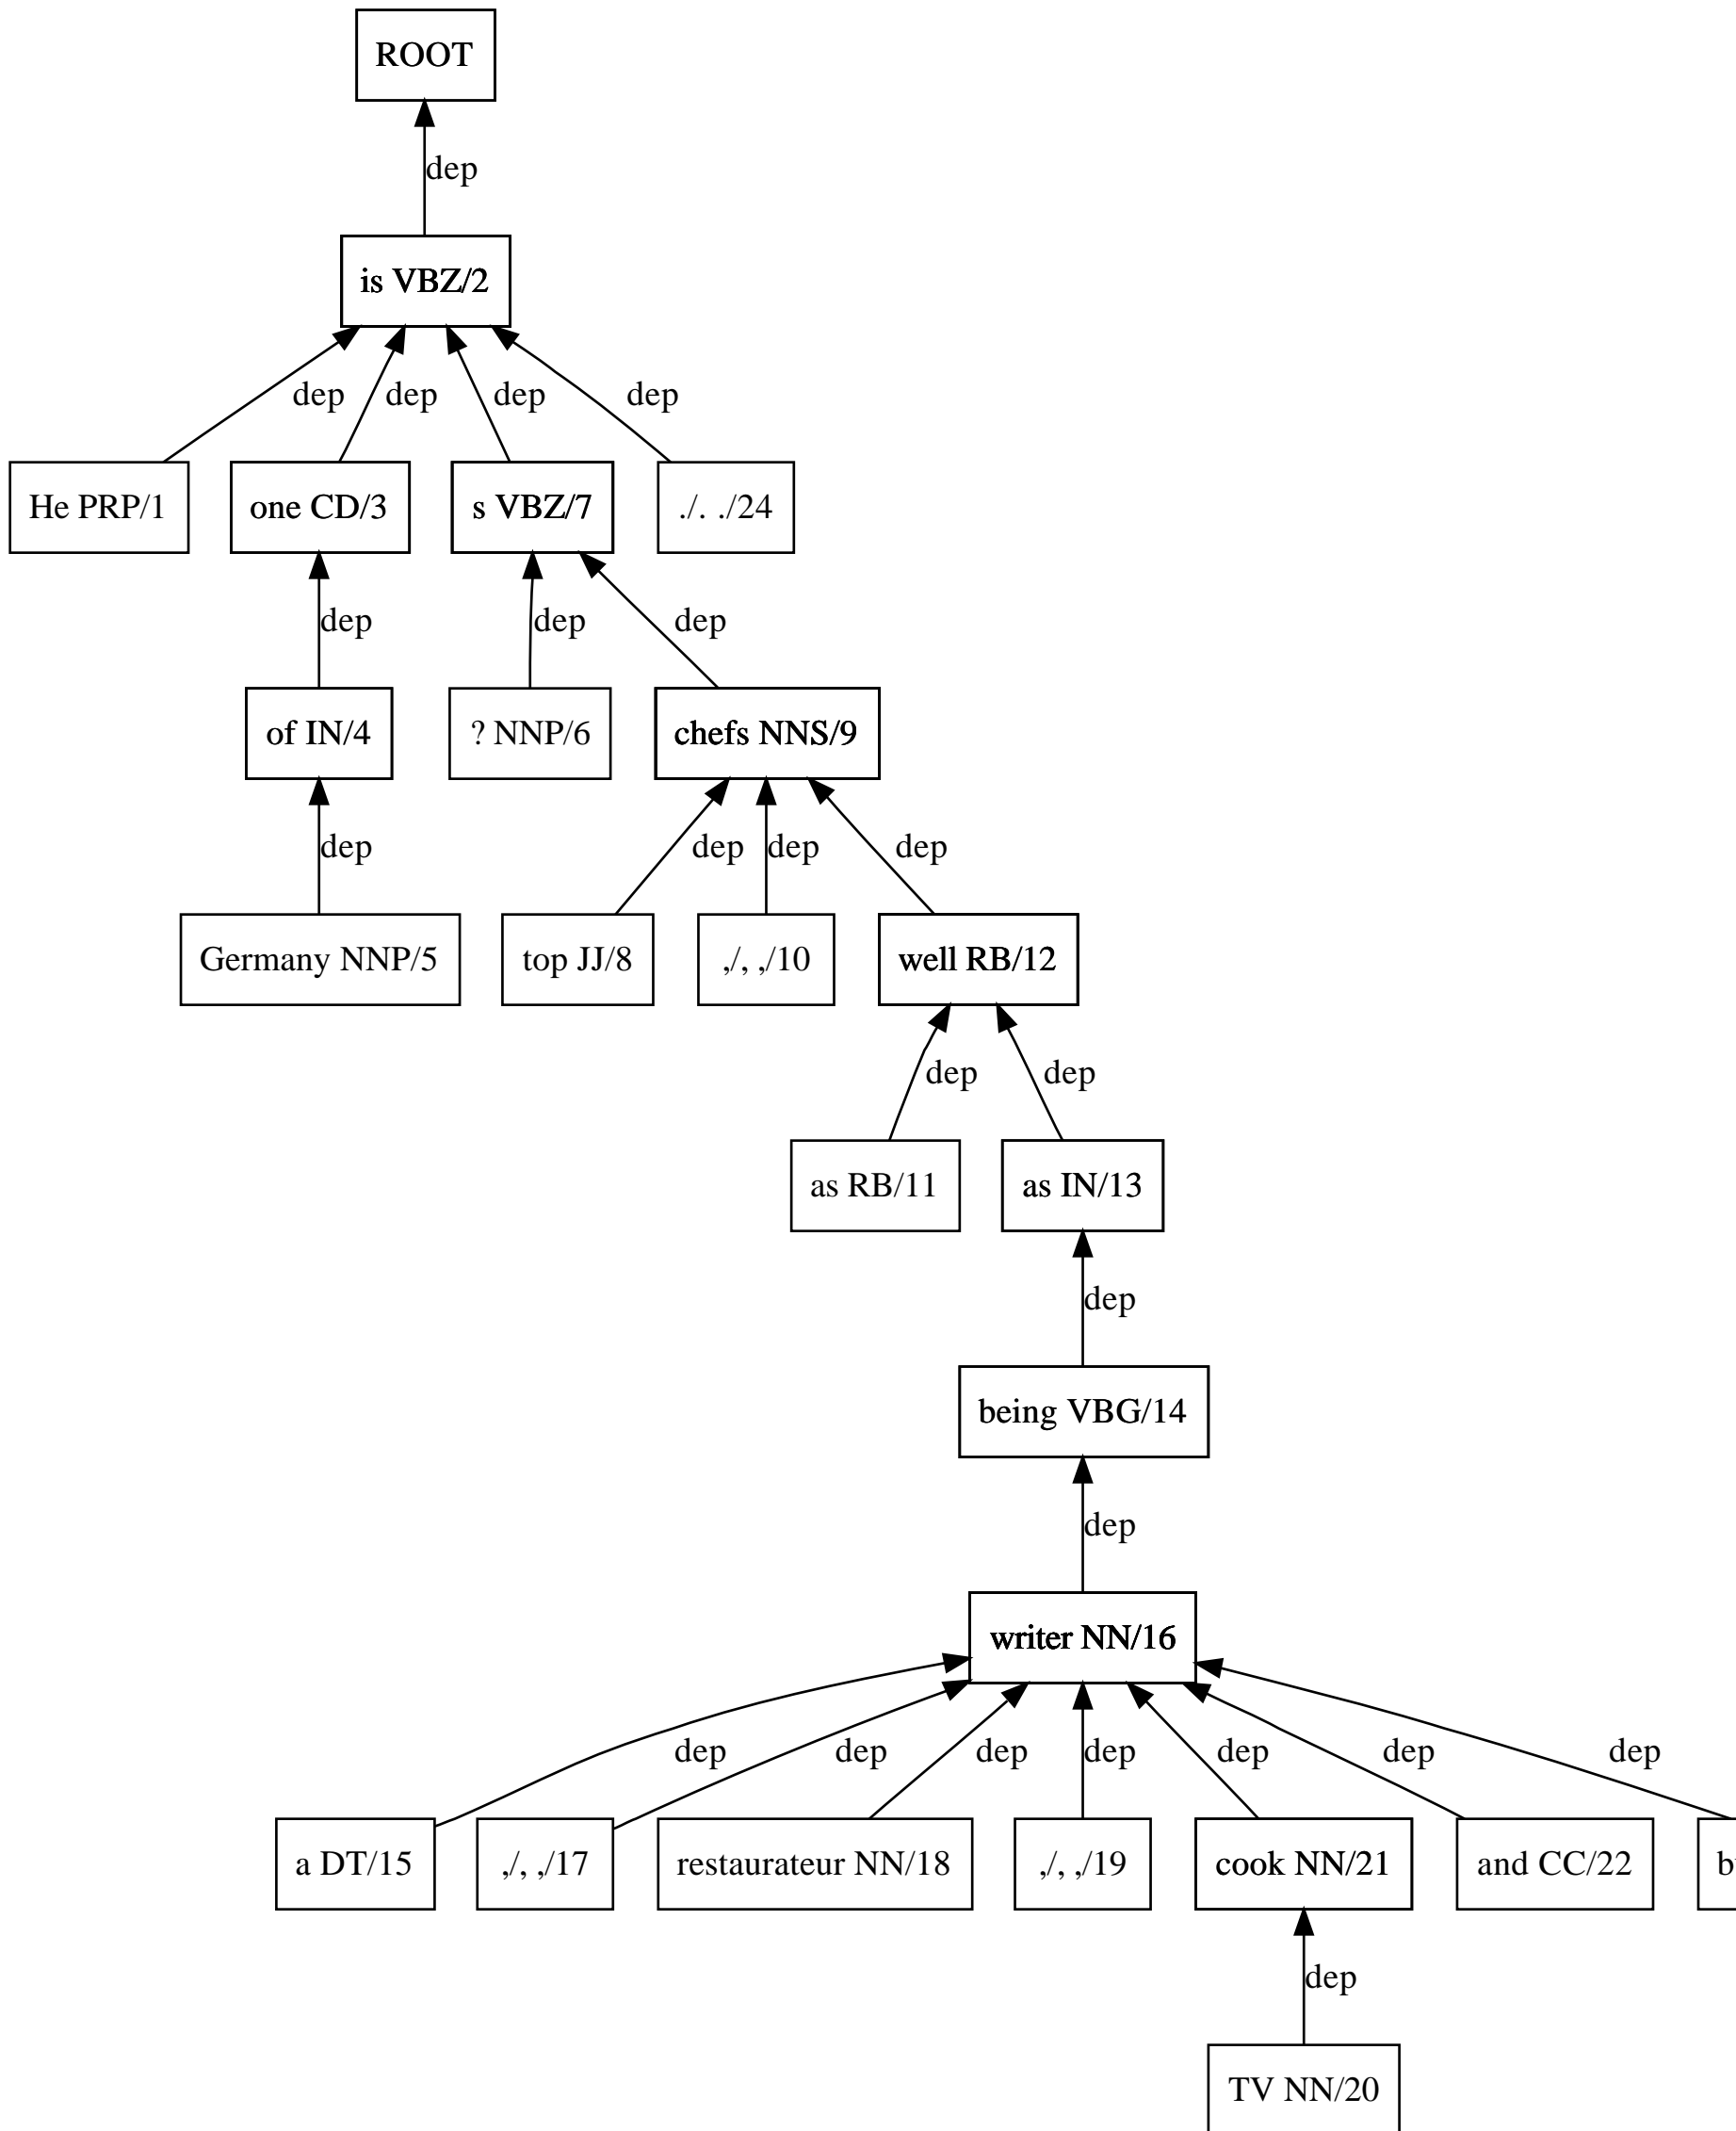 ROOT
dep
is VBZ/2
dep dep dep dep
He PRP/1 one CD/3 s VBZ/7 ./. ./24
dep dep dep
of IN/4 ? NNP/6 chefs NNS/9
dep dep dep dep
Germany NNP/5 top JJ/8 ,/, ,/10 well RB/12
dep dep
as RB/11 as IN/13
dep
being VBG/14
dep
writer NN/16
dep dep dep dep dep dep dep
a DT/15 ,/, ,/17 restaurateur NN/18 ,/, ,/19 cook NN/21 and CC/22
dep
TV NN/20